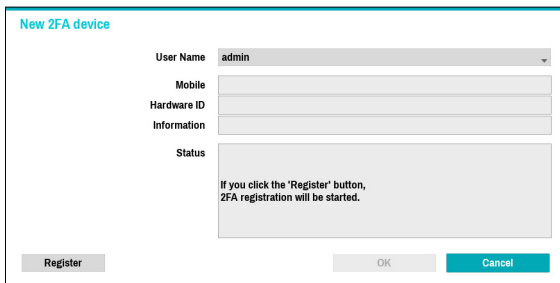 New 2FA device
User Name admin
Mobile
Hardware ID
Information
Status
If you click the 'Register' button,
2FA registration will be started.
Register OK Cancel